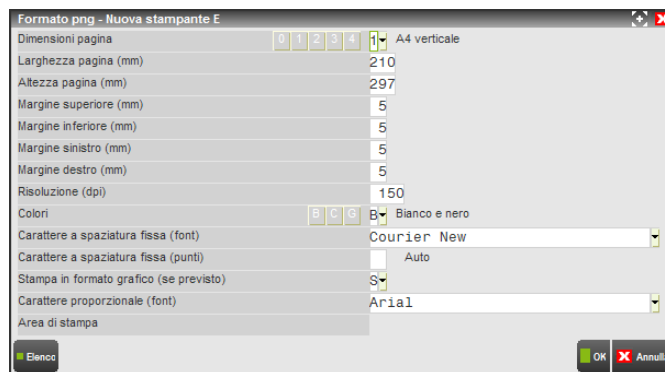 Formato png - Nuova stampante E
Dimensioni pagina 0 1 2 3 4 1 A4 verticale
Larghezza pagina (mm) 210
Altezza pagina (mm) 297
Margine superiore (mm) 5
Margine inferiore (mm) 5
Margine sinistro (mm) 5
Margine destro (mm) 5
Risoluzione (dpi) 150
Colori B C G B Bianco e nero
Carattere a spaziatura fissa (font) Courier New
Carattere a spaziatura fissa (punti) Auto
Stampa in formato grafico (se previsto) S
Carattere proporzionale (font) Arial
Area di stampa
Elenco OK Annull